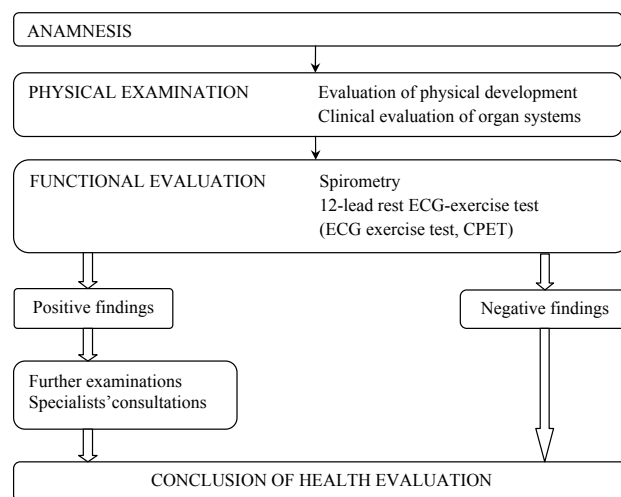 ANAMNESIS
PHYSICAL EXAMINATION Evaluation of physical development
Clinical evaluation of organ systems
FUNCTIONAL EVALUATION Spirometry
12-lead rest ECG-exercise test
(ECG exercise test, CPET)
Positive findings Negative findings
Further examinations
Specialists’consultations
CONCLUSION OF HEALTH EVALUATION